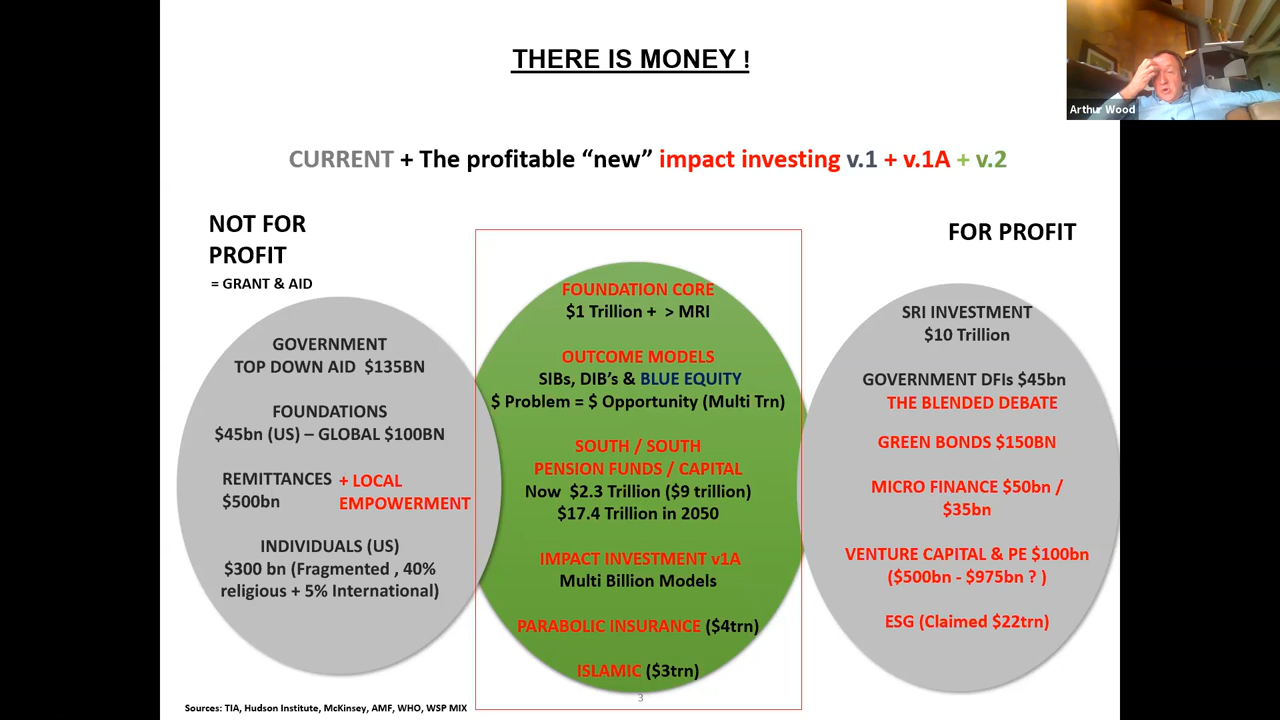 THERE IS MONEY !
Arthur Wood
CURRENT + The profitable “new” impact investing v.1 + v.1A + v.2
NOT FOR
PROFIT
= GRANT & AID
GOVERNMENT
TOP DOWN AID $135BN
FOUNDATIONS
$45bn (US) – GLOBAL $100BN
REMITTANCES
$500bn
+ LOCAL
EMPOWERMENT
INDIVIDUALS (US)
$300 bn (Fragmented , 40%
religious + 5% International)
FOUNDATION CORE
$1 Trillion + > MRI
OUTCOME MODELS
SIBs, DIB’s & BLUE EQUITY
$ Problem = $ Opportunity (Multi Trn)
SOUTH / SOUTH
PENSION FUNDS / CAPITAL
Now $2.3 Trillion ($9 trillion)
$17.4 Trillion in 2050
IMPACT INVESTMENT v1A
Multi Billion Models
PARABOLIC INSURANCE ($4trn)
ISLAMIC ($3trn)
FOR PROFIT
SRI INVESTMENT
$10 Trillion
GOVERNMENT DFIs $45bn
THE BLENDED DEBATE
GREEN BONDS $150BN
MICRO FINANCE $50bn /
$35bn
VENTURE CAPITAL & PE $100bn
($500bn - $975bn ? )
ESG (Claimed $22trn)
3
Sources: TIA, Hudson Institute, McKinsey, AMF, WHO, WSP MIX